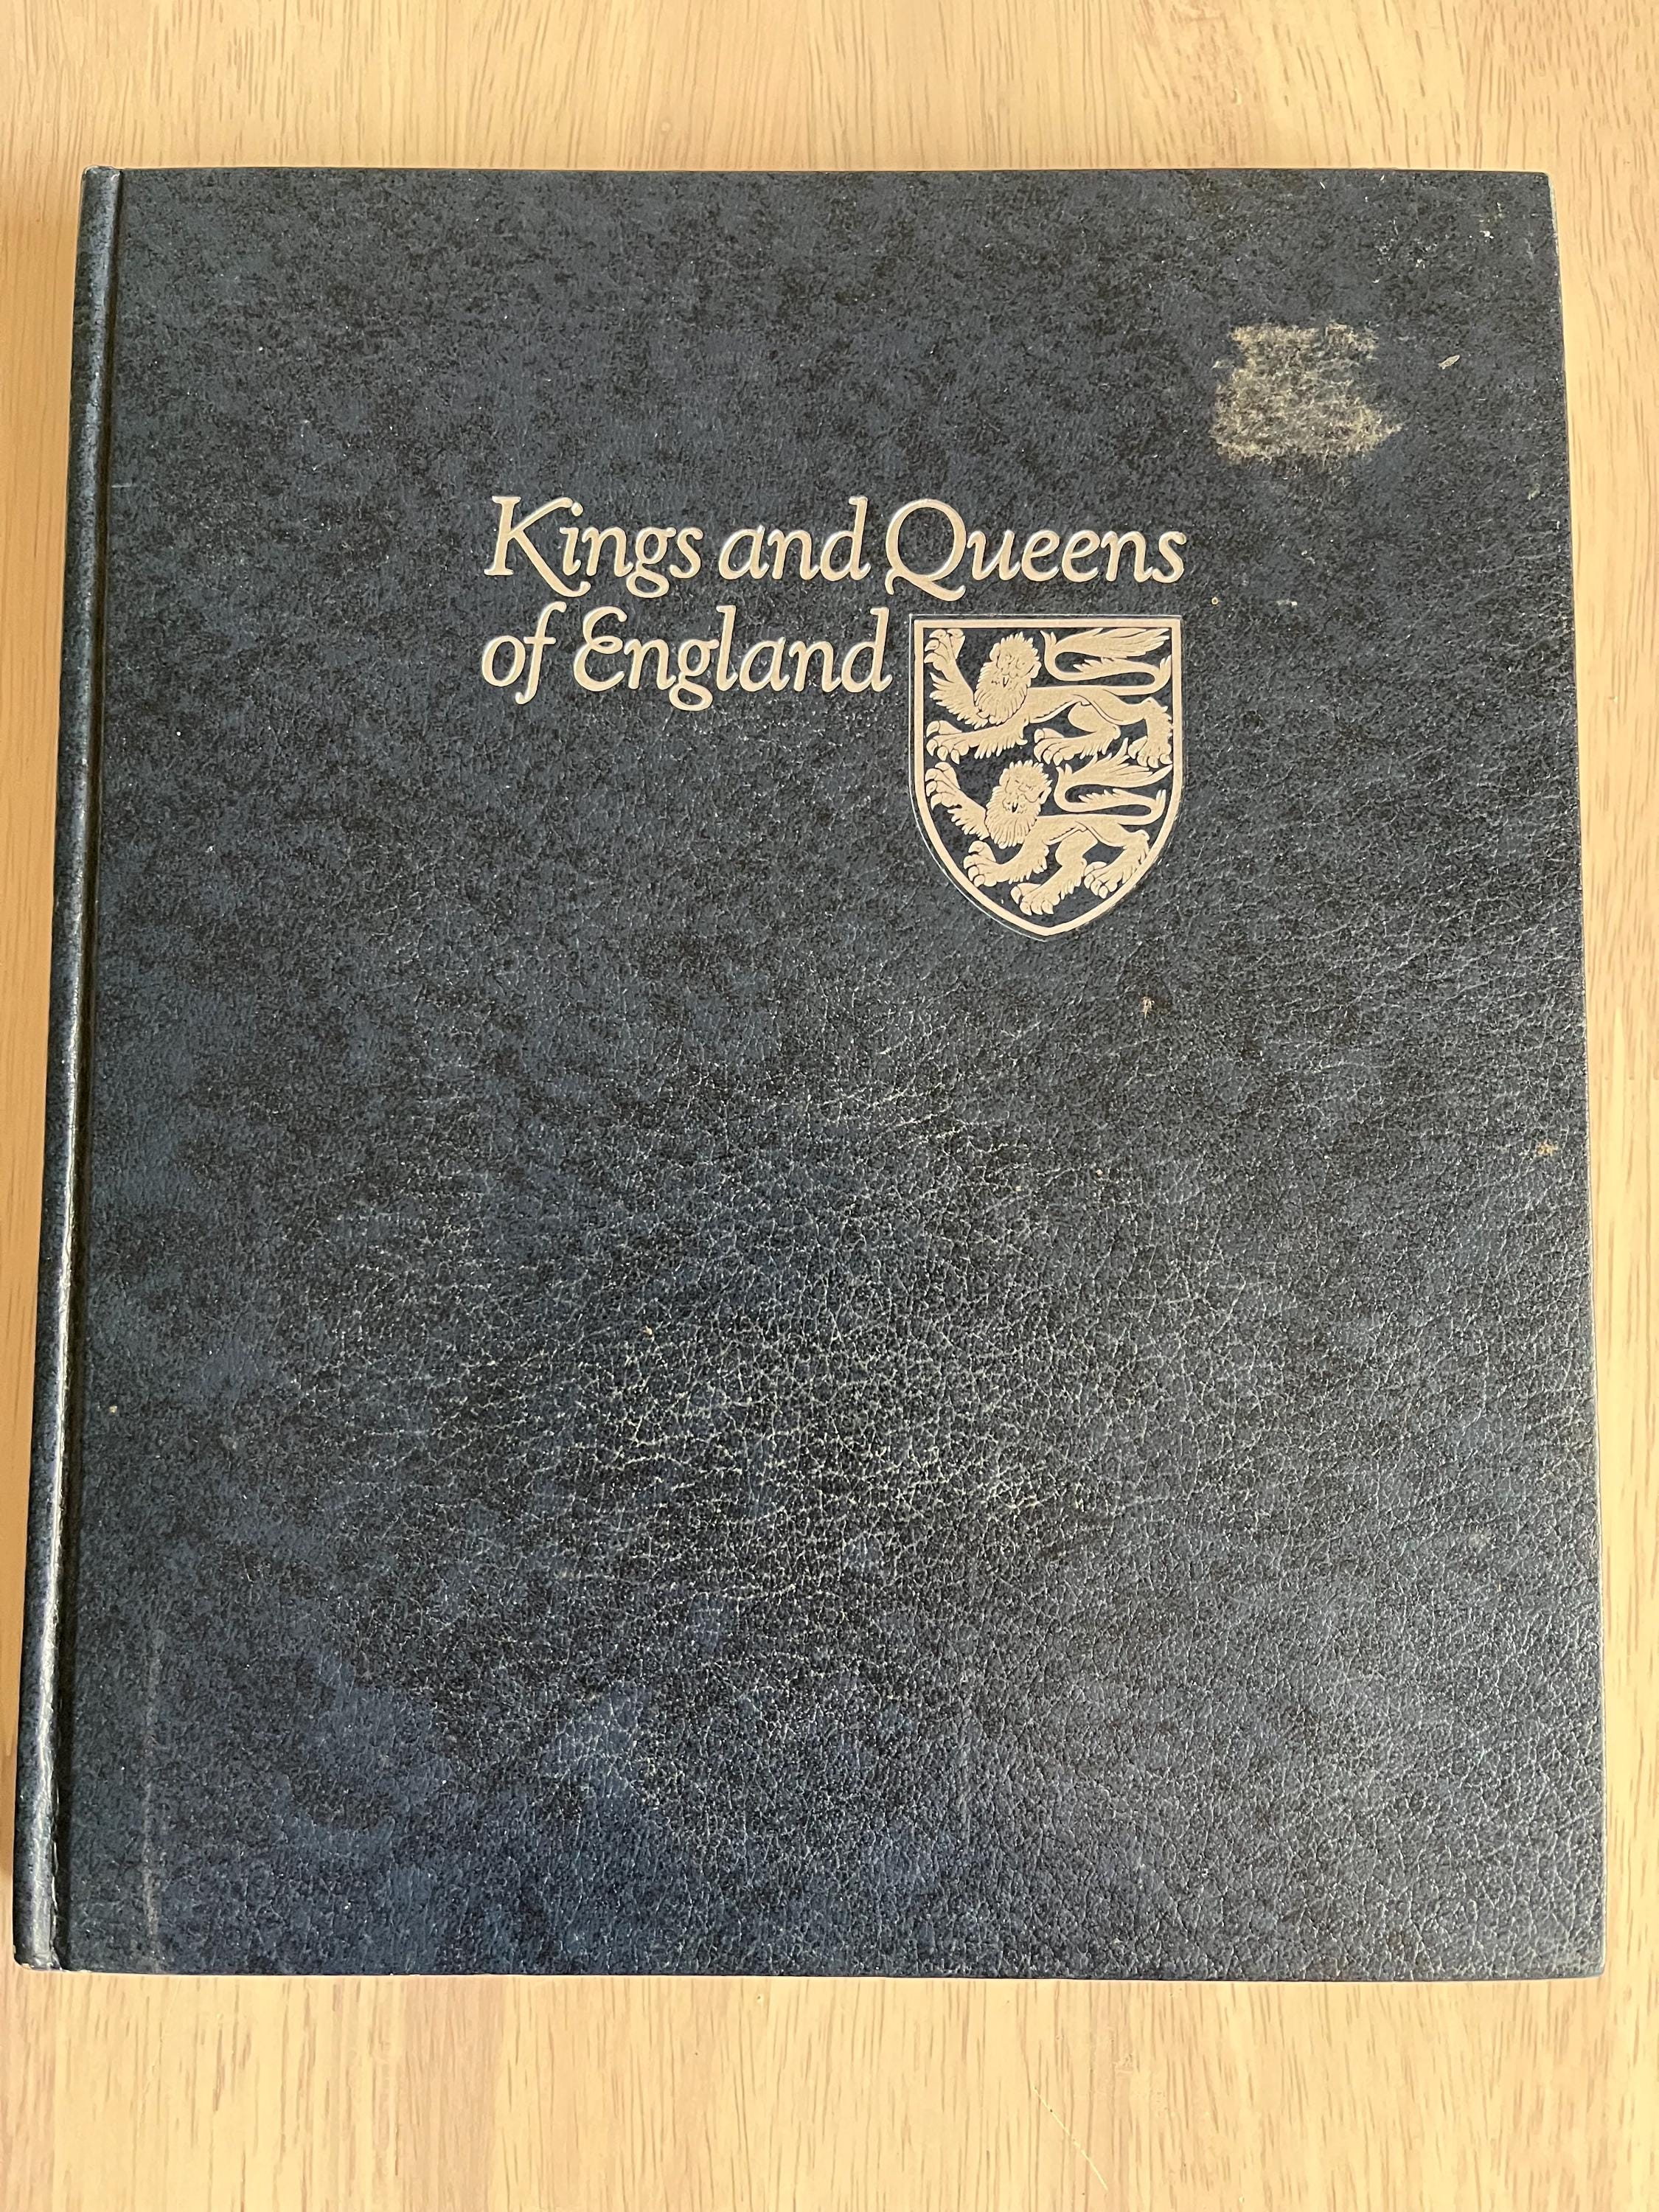 Kings and Queens
of England